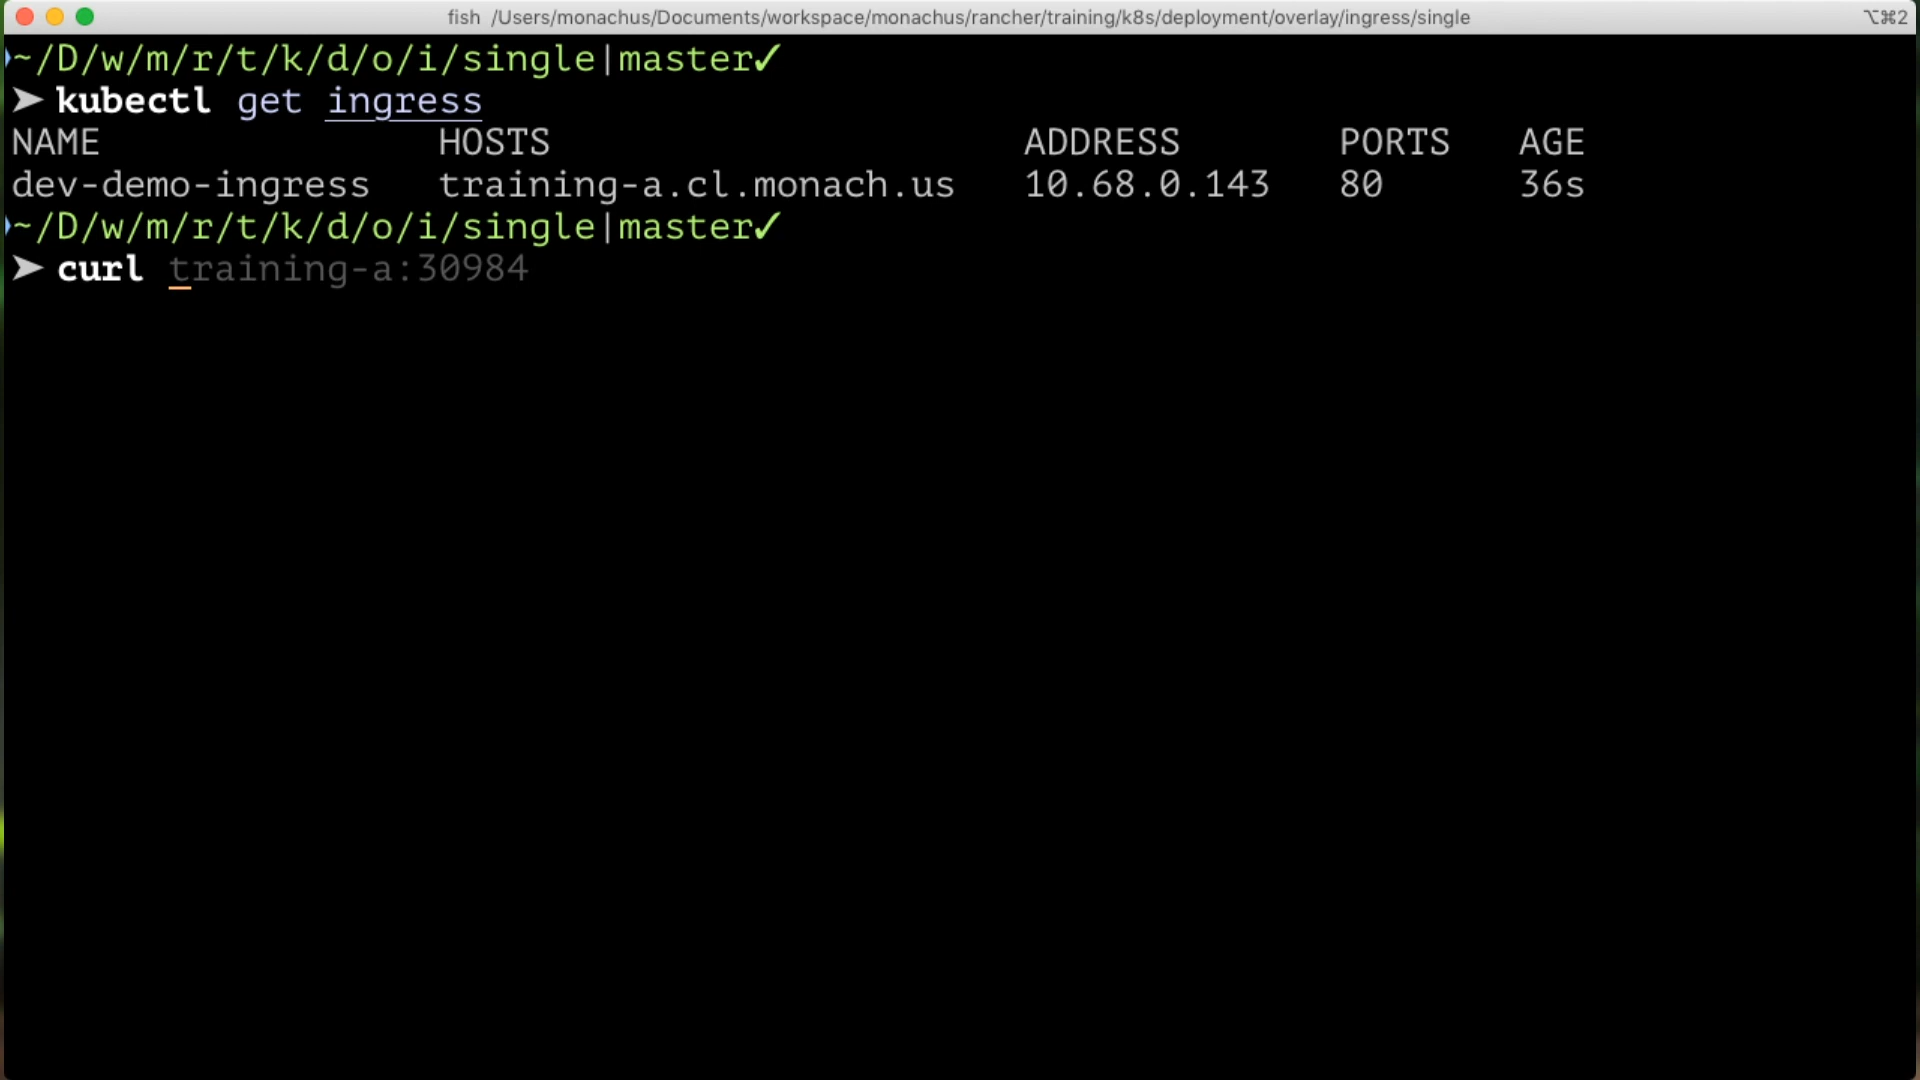 fish /Users/monachus/Documents/workspace/monachus/rancher/training/k8s/deployment/overlay/ingress/single ⌥⌘2
~/D/w/m/r/t/k/d/o/i/single|master✓
➤ kubectl get ingress
NAME HOSTS ADDRESS PORTS AGE
dev-demo-ingress training-a.cl.monach.us 10.68.0.143 80 36s
~/D/w/m/r/t/k/d/o/i/single|master✓
➤ curl training-a:30984